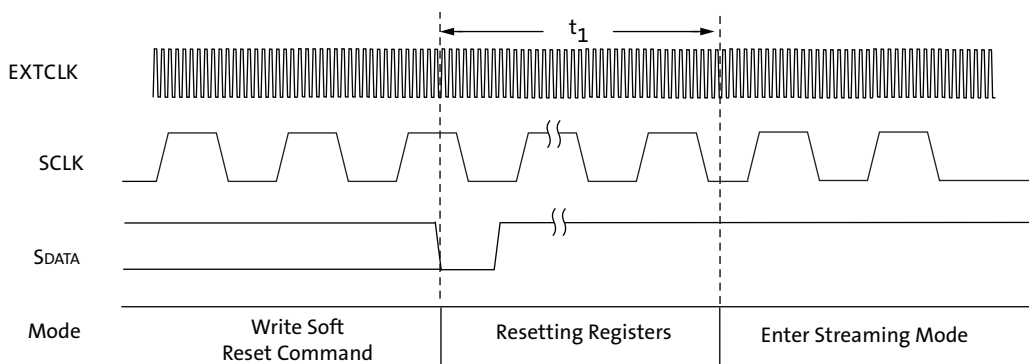 t1
EXTCLK
SCLK
SDATA
Mode
Write Soft
Reset Command
Resetting Registers
Enter Streaming Mode